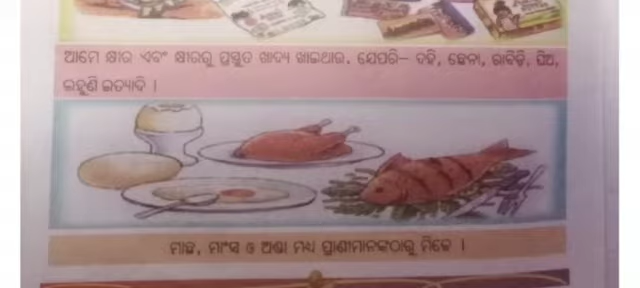 ଆମେ କ୍ଷୀର ଏବଂ କ୍ଷୀରରୁ ପ୍ରସ୍ତୁତ ଖାଦ୍ୟ ଖାଇଥାଉ. ଯେପରି- ଦହି, ଛେନା, ରାବିଡ଼ି, ଘିଅ,
ଲହୁଣି ଇତ୍ୟାଦି ।
ମାଛ, ମାଂସ ଓ ଅଣ୍ଡା ମଧ୍ୟ ପ୍ରାଣୀମାନଙ୍କଠାରୁ ମିଳେ ।